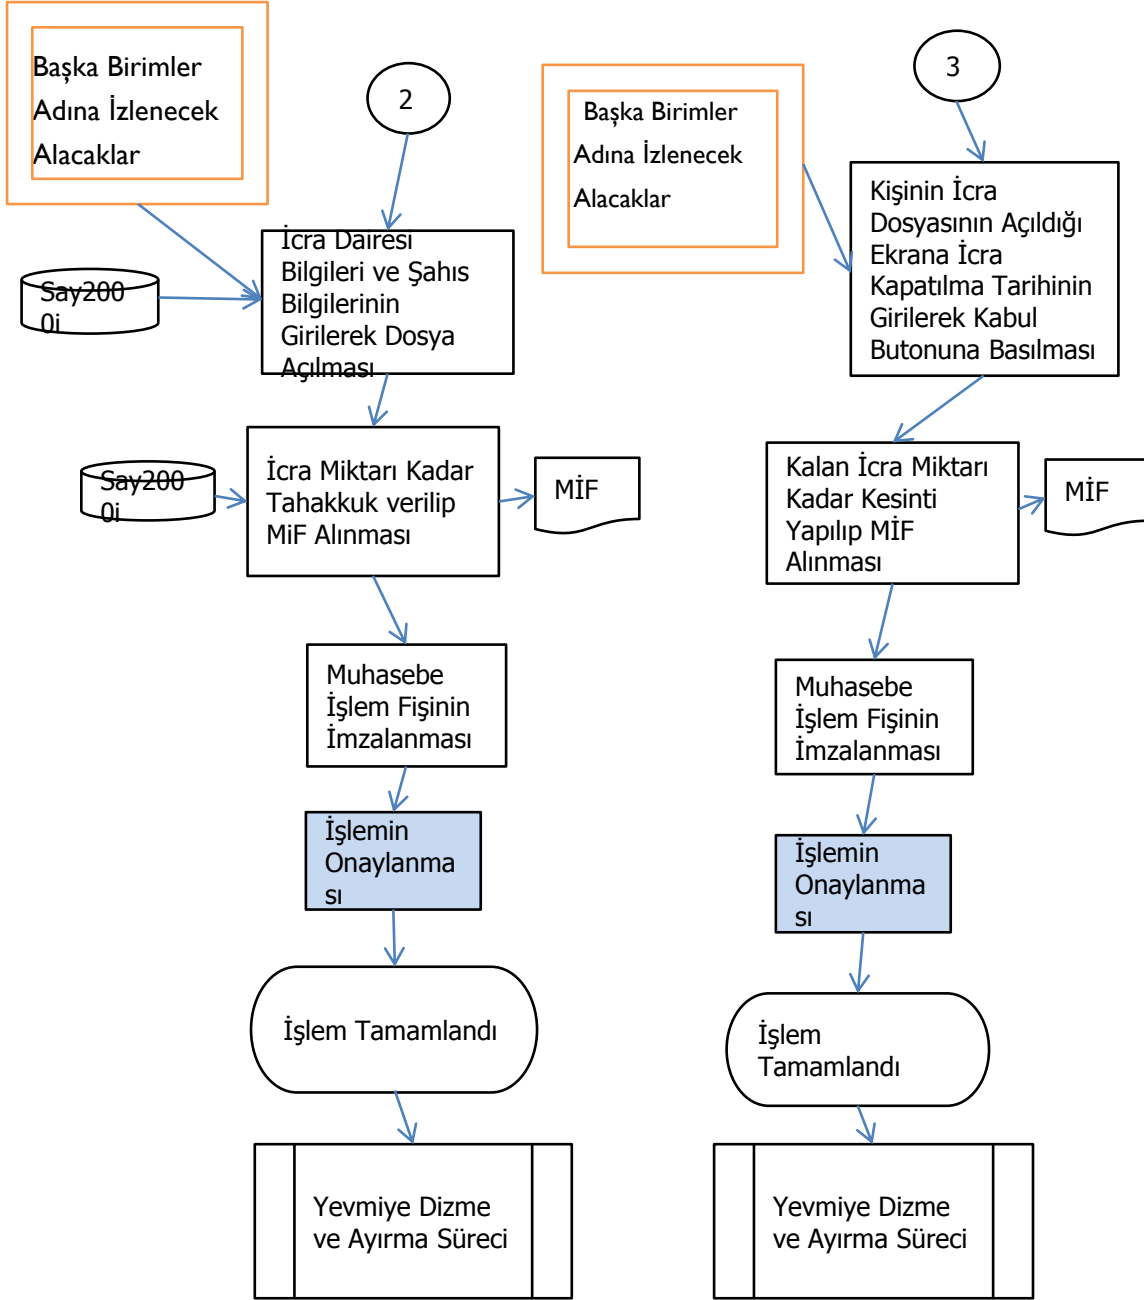 Başka Birimler
Adına İzlenecek
Alacaklar
2
Say200
0i
İcra Dairesi
Bilgileri ve Şahıs
Bilgilerinin
Girilerek Dosya
Açılması
Say200
0i
İcra Miktarı Kadar
Tahakkuk verilip
MiF Alınması
MİF
Muhasebe
İşlem Fişinin
İmzalanması
İşlemin
Onaylanma
sı
İşlem Tamamlandı
Yevmiye Dizme
ve Ayırma Süreci
Başka Birimler
Adına İzlenecek
Alacaklar
3
Kişinin İcra
Dosyasının Açıldığı
Ekrana İcra
Kapatılma Tarihinin
Girilerek Kabul
Butonuna Basılması
Kalan İcra Miktarı
Kadar Kesinti
Yapılıp MİF
Alınması
MİF
Muhasebe
İşlem Fişinin
İmzalanması
İşlemin
Onaylanma
sı
İşlem
Tamamlandı
Yevmiye Dizme
ve Ayırma Süreci